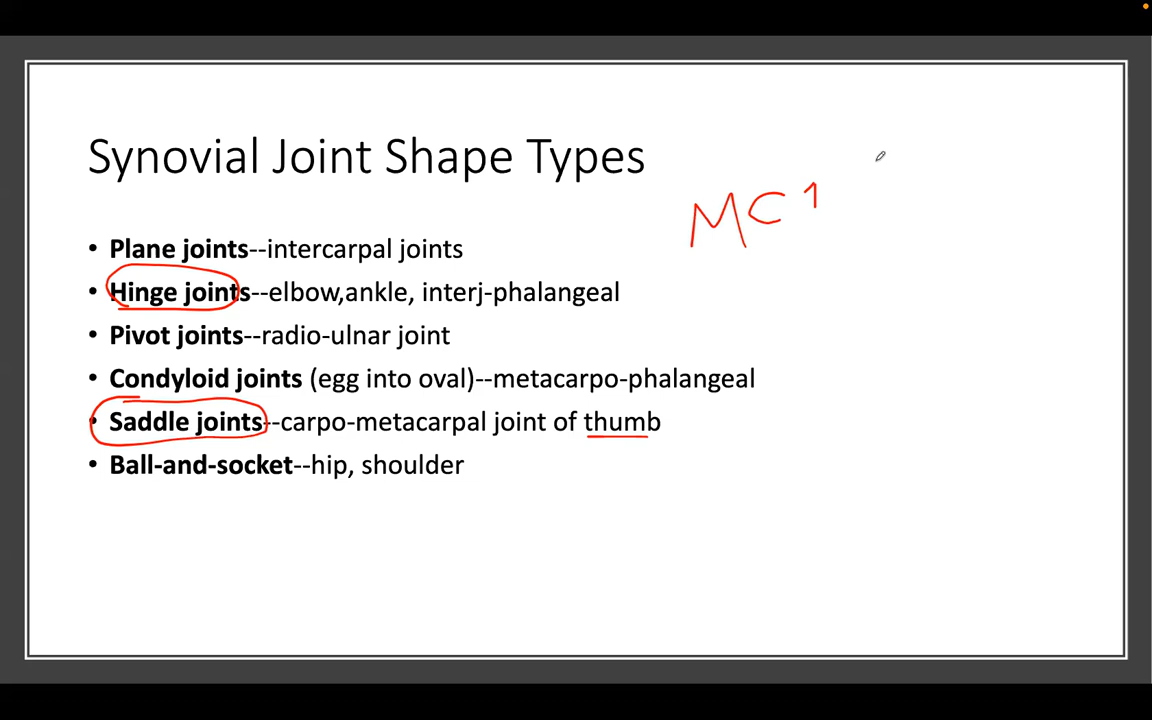 Synovial Joint Shape Types
MC 1
• Plane joints--intercarpal joints
• Hinge joints--elbow,ankle, interj-phalangeal
• Pivot joints--radio-ulnar joint
• Condyloid joints (egg into oval)--metacarpo-phalangeal
• Saddle joints--carpo-metacarpal joint of thumb
• Ball-and-socket--hip, shoulder